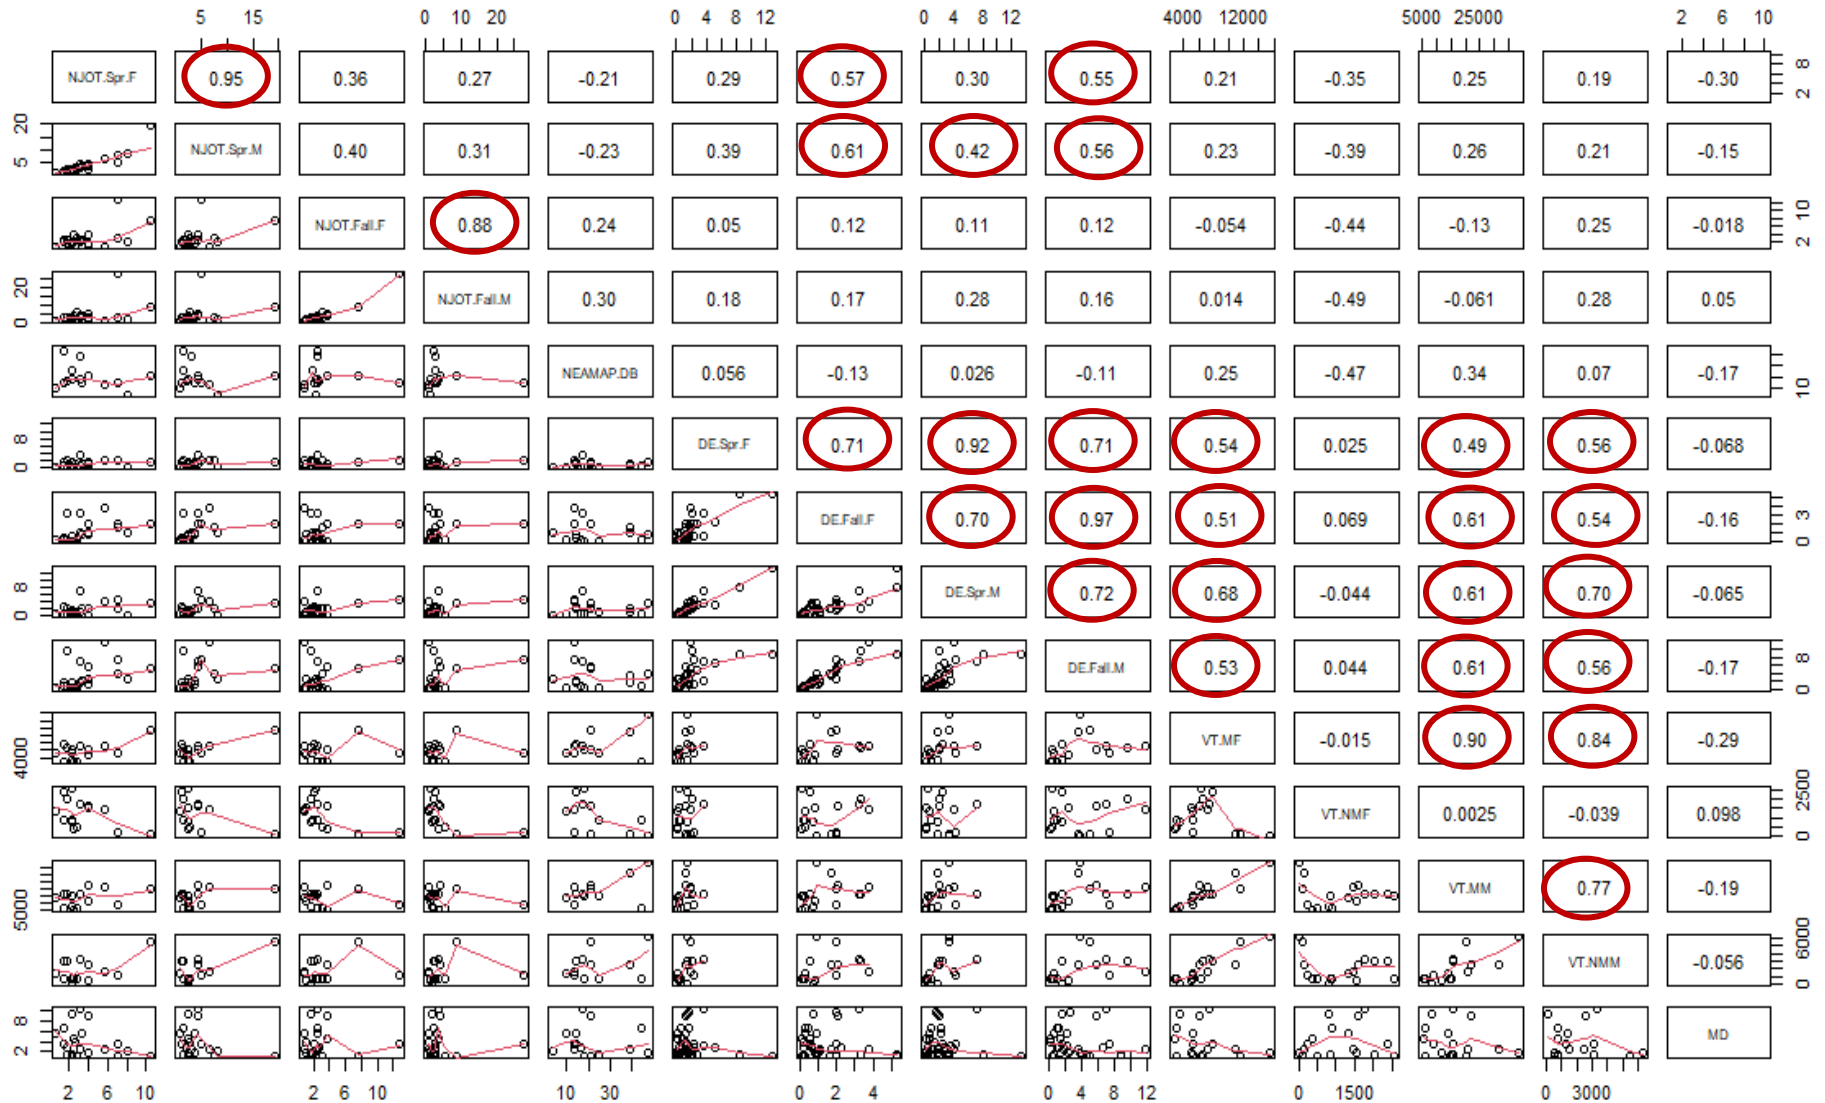 5 15 0 10 20 0 4 8 12 0 4 8 12 4000 12000 5000 25000 2 6 10
NJOT.Spr.F 0.95 0.36 0.27 -0.21 0.29 0.57 0.30 0.55 0.21 -0.35 0.25 0.19 -0.30 2 8
5 20 NJOT.Spr.M 0.40 0.31 -0.23 0.39 0.61 0.42 0.56 0.23 -0.39 0.26 0.21 -0.15
NJOT.Fall.F 0.88 0.24 0.05 0.12 0.11 0.12 -0.054 -0.44 -0.13 0.25 -0.018 2 10
0 20 NJOT.Fall.M 0.30 0.18 0.17 0.28 0.16 0.014 -0.49 -0.061 0.28 0.05
NEAMAP.DB 0.056 -0.13 0.026 -0.11 0.25 -0.47 0.34 0.07 -0.17 10
0 8 DE.Spr.F 0.71 0.92 0.71 0.54 0.025 0.49 0.56 -0.068
DE.Fall.F 0.70 0.97 0.51 0.069 0.61 0.54 -0.16 0 3
0 8 DE.Spr.M 0.72 0.68 -0.044 0.61 0.70 -0.065
DE.Fall.M 0.53 0.044 0.61 0.56 -0.17 0 8
4000 VT.MF -0.015 0.90 0.84 -0.29
VT.NMF 0.0025 -0.039 0.098 0 2500
5000 VT.MM 0.77 -0.19
VT.NMM -0.056 0 6000
2 8 MD
2 6 10 2 6 10 10 30 0 2 4 0 4 8 12 0 1500 0 3000